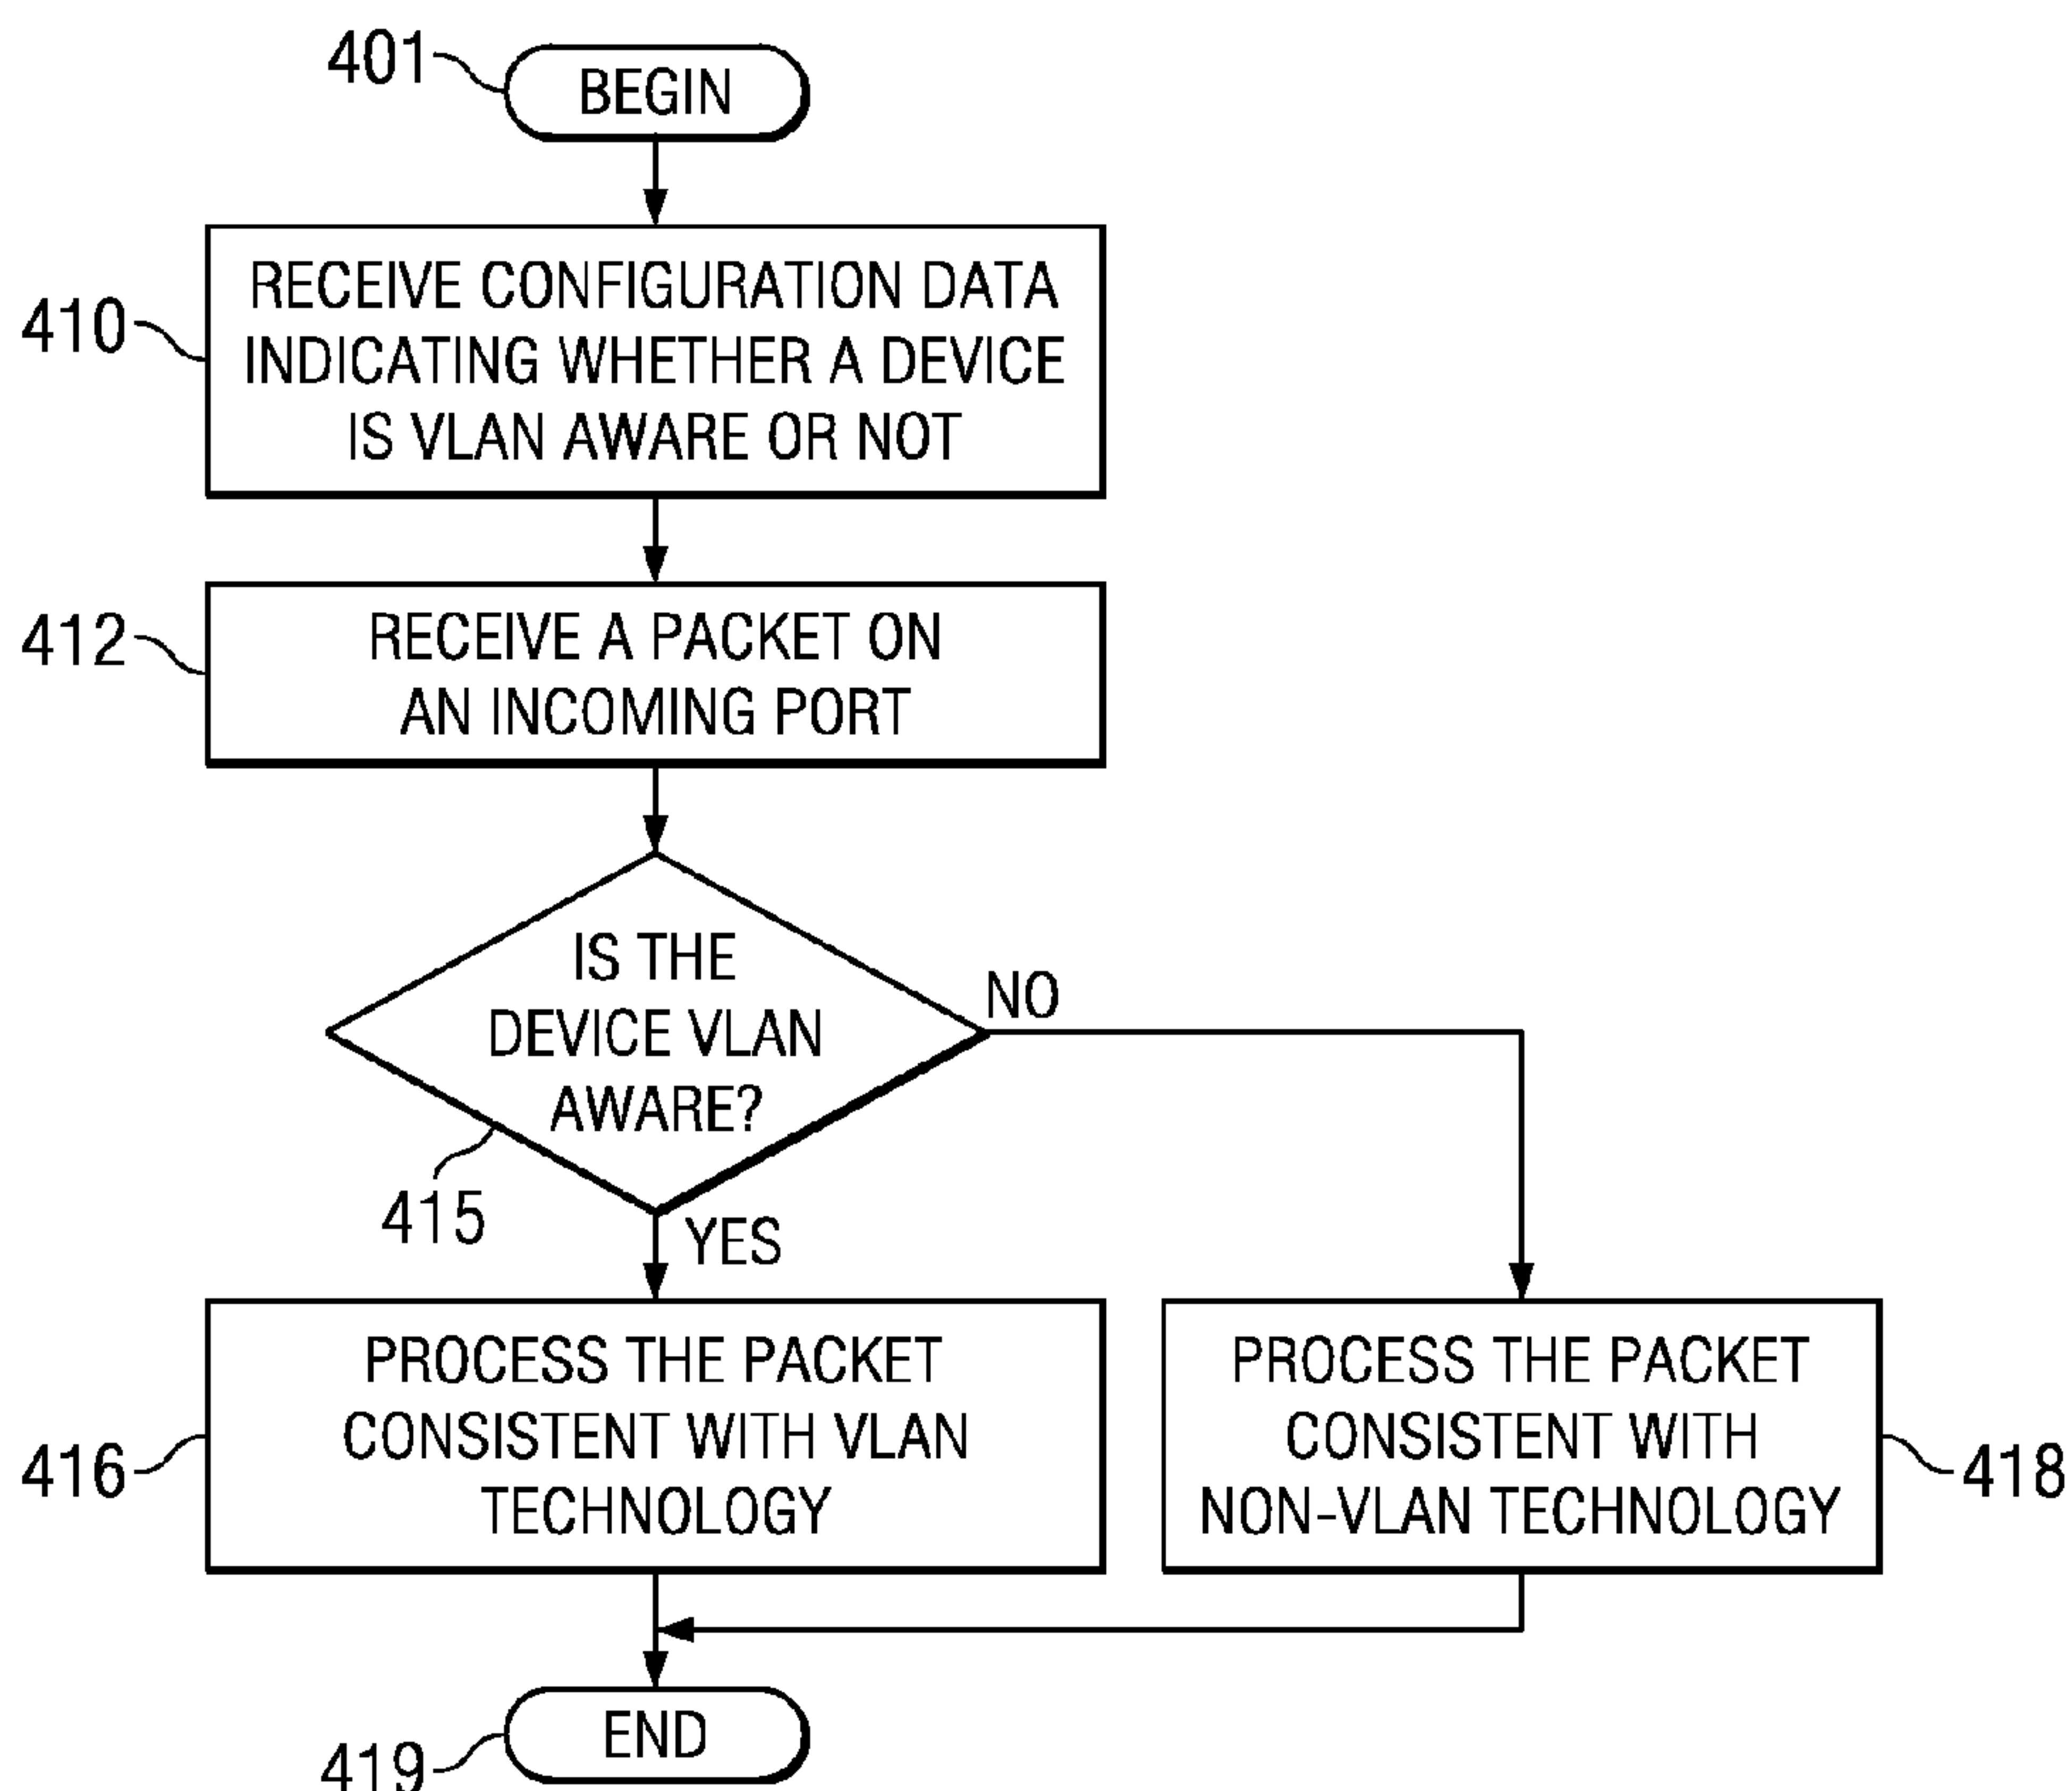 401
BEGIN
410
RECEIVE CONFIGURATION DATA
INDICATING WHETHER A DEVICE
IS VLAN AWARE OR NOT
412
RECEIVE A PACKET ON
AN INCOMING PORT
IS THE
DEVICE VLAN
AWARE?
NO
415
YES
416
PROCESS THE PACKET
CONSISTENT WITH VLAN
TECHNOLOGY
PROCESS THE PACKET
CONSISTENT WITH
NON-VLAN TECHNOLOGY
418
END
419